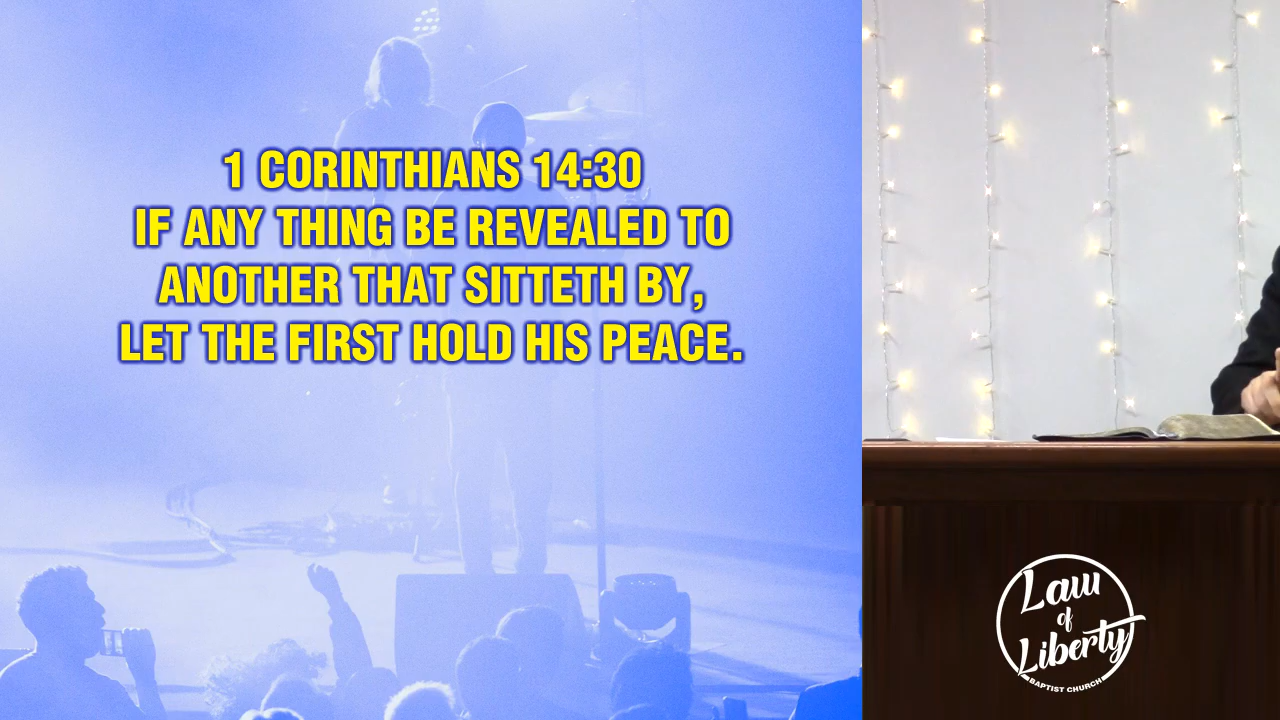 1 CORINTHIANS 14:30
IF ANY THING BE REVEALED TO
ANOTHER THAT SITTETH BY,
LET THE FIRST HOLD HIS PEACE.
Law
of
Liberty
BAPTIST CHURCH